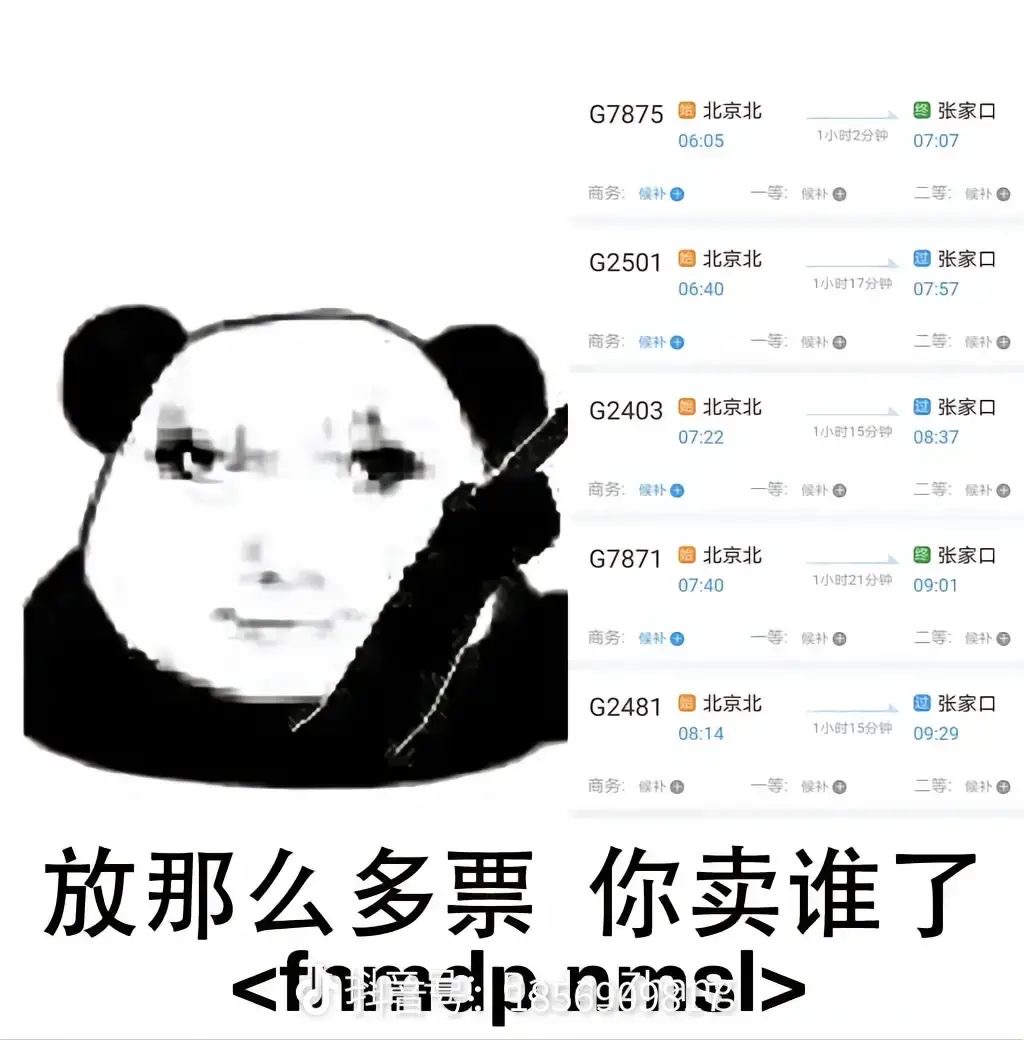 G7875 始 北京北 终 张家口
06:05 1小时2分钟 07:07
商务: 候补 一等: 候补 二等: 候补
G2501 始 北京北 过 张家口
06:40 1小时17分钟 07:57
商务: 候补 一等: 候补 二等: 候补
G2403 始 北京北 过 张家口
07:22 1小时15分钟 08:37
商务: 候补 一等: 候补 二等: 候补
G7871 始 北京北 终 张家口
07:40 1小时21分钟 09:01
商务: 候补 一等: 候补 二等: 候补
G2481 始 北京北 过 张家口
08:14 1小时15分钟 09:29
商务: 候补 一等: 候补 二等: 候补
放那么多票 你卖谁了
<fnmdp,nmsl>
抖音号: